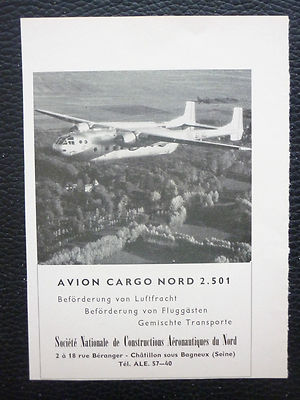 AVION CARGO NORD 2.501
Beförderung van Luftfracht
Beförderung von Fluggästen
Gemischte Transporte
Société Nationale de Constructions Aéronautiques du Nord
2 à 18 rue Béranger - Châtillon sous Bagneux (Seine)
Tél. ALE. 57—40